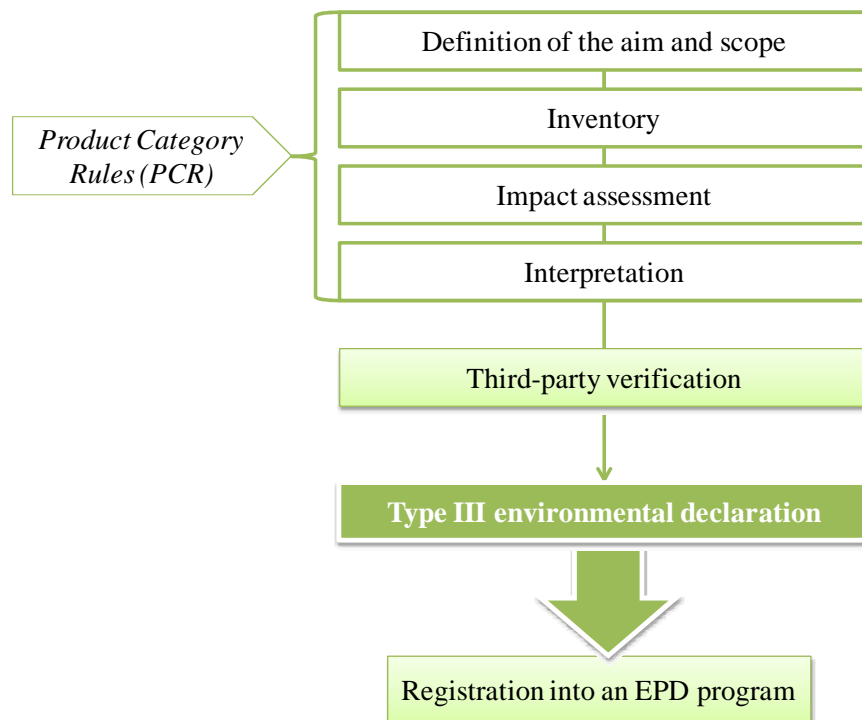 Definition of the aim and scope
Inventory
Product Category
Rules (PCR)
Impact assessment
Interpretation
Third-party verification
Type III environmental declaration
Registration into an EPD program